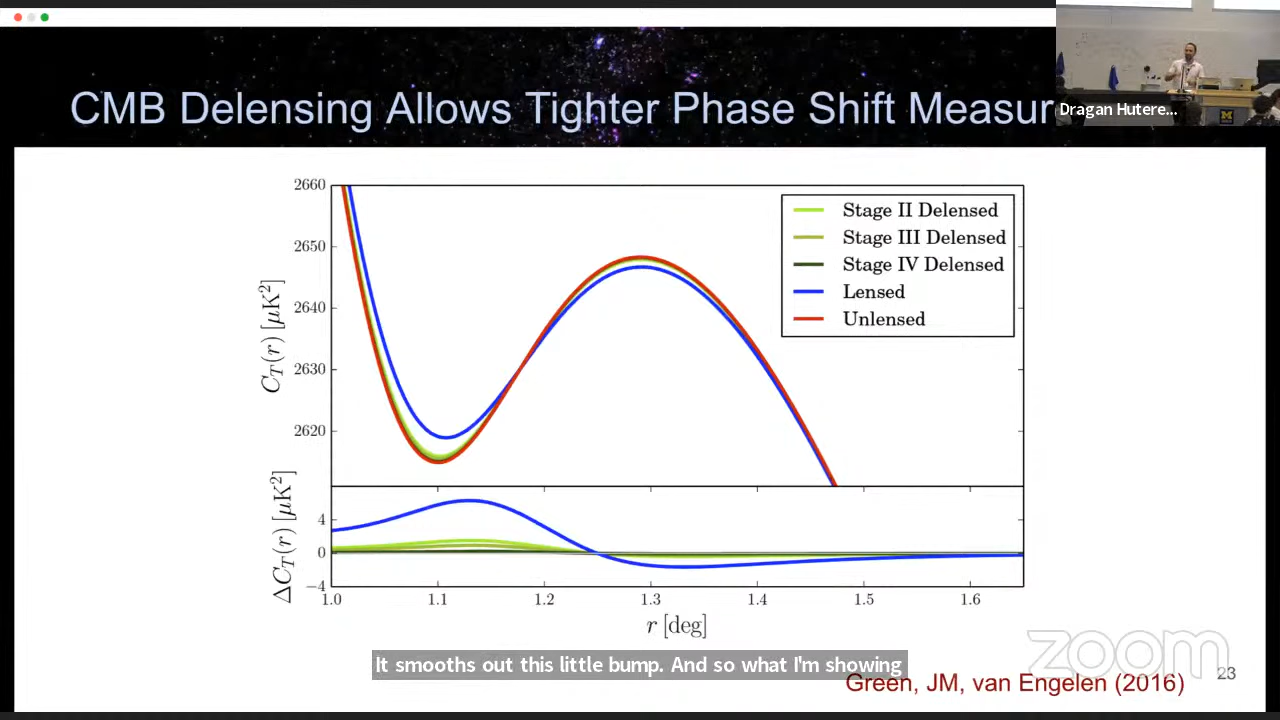 CMB Delensing Allows Tighter Phase Shift Measur
Dragan Hutere...
M
2660
2650
2640
2630
2620
C_T(r) [μK²]
Stage II Delensed
Stage III Delensed
Stage IV Delensed
Lensed
Unlensed
4
0
−4
ΔC_T(r) [μK²]
1.0 1.1 1.2 1.3 1.4 1.5 1.6
r [deg]
It smooths out this little bump. And so what I'm showing
zoom
23
Green, JM, van Engelen (2016)